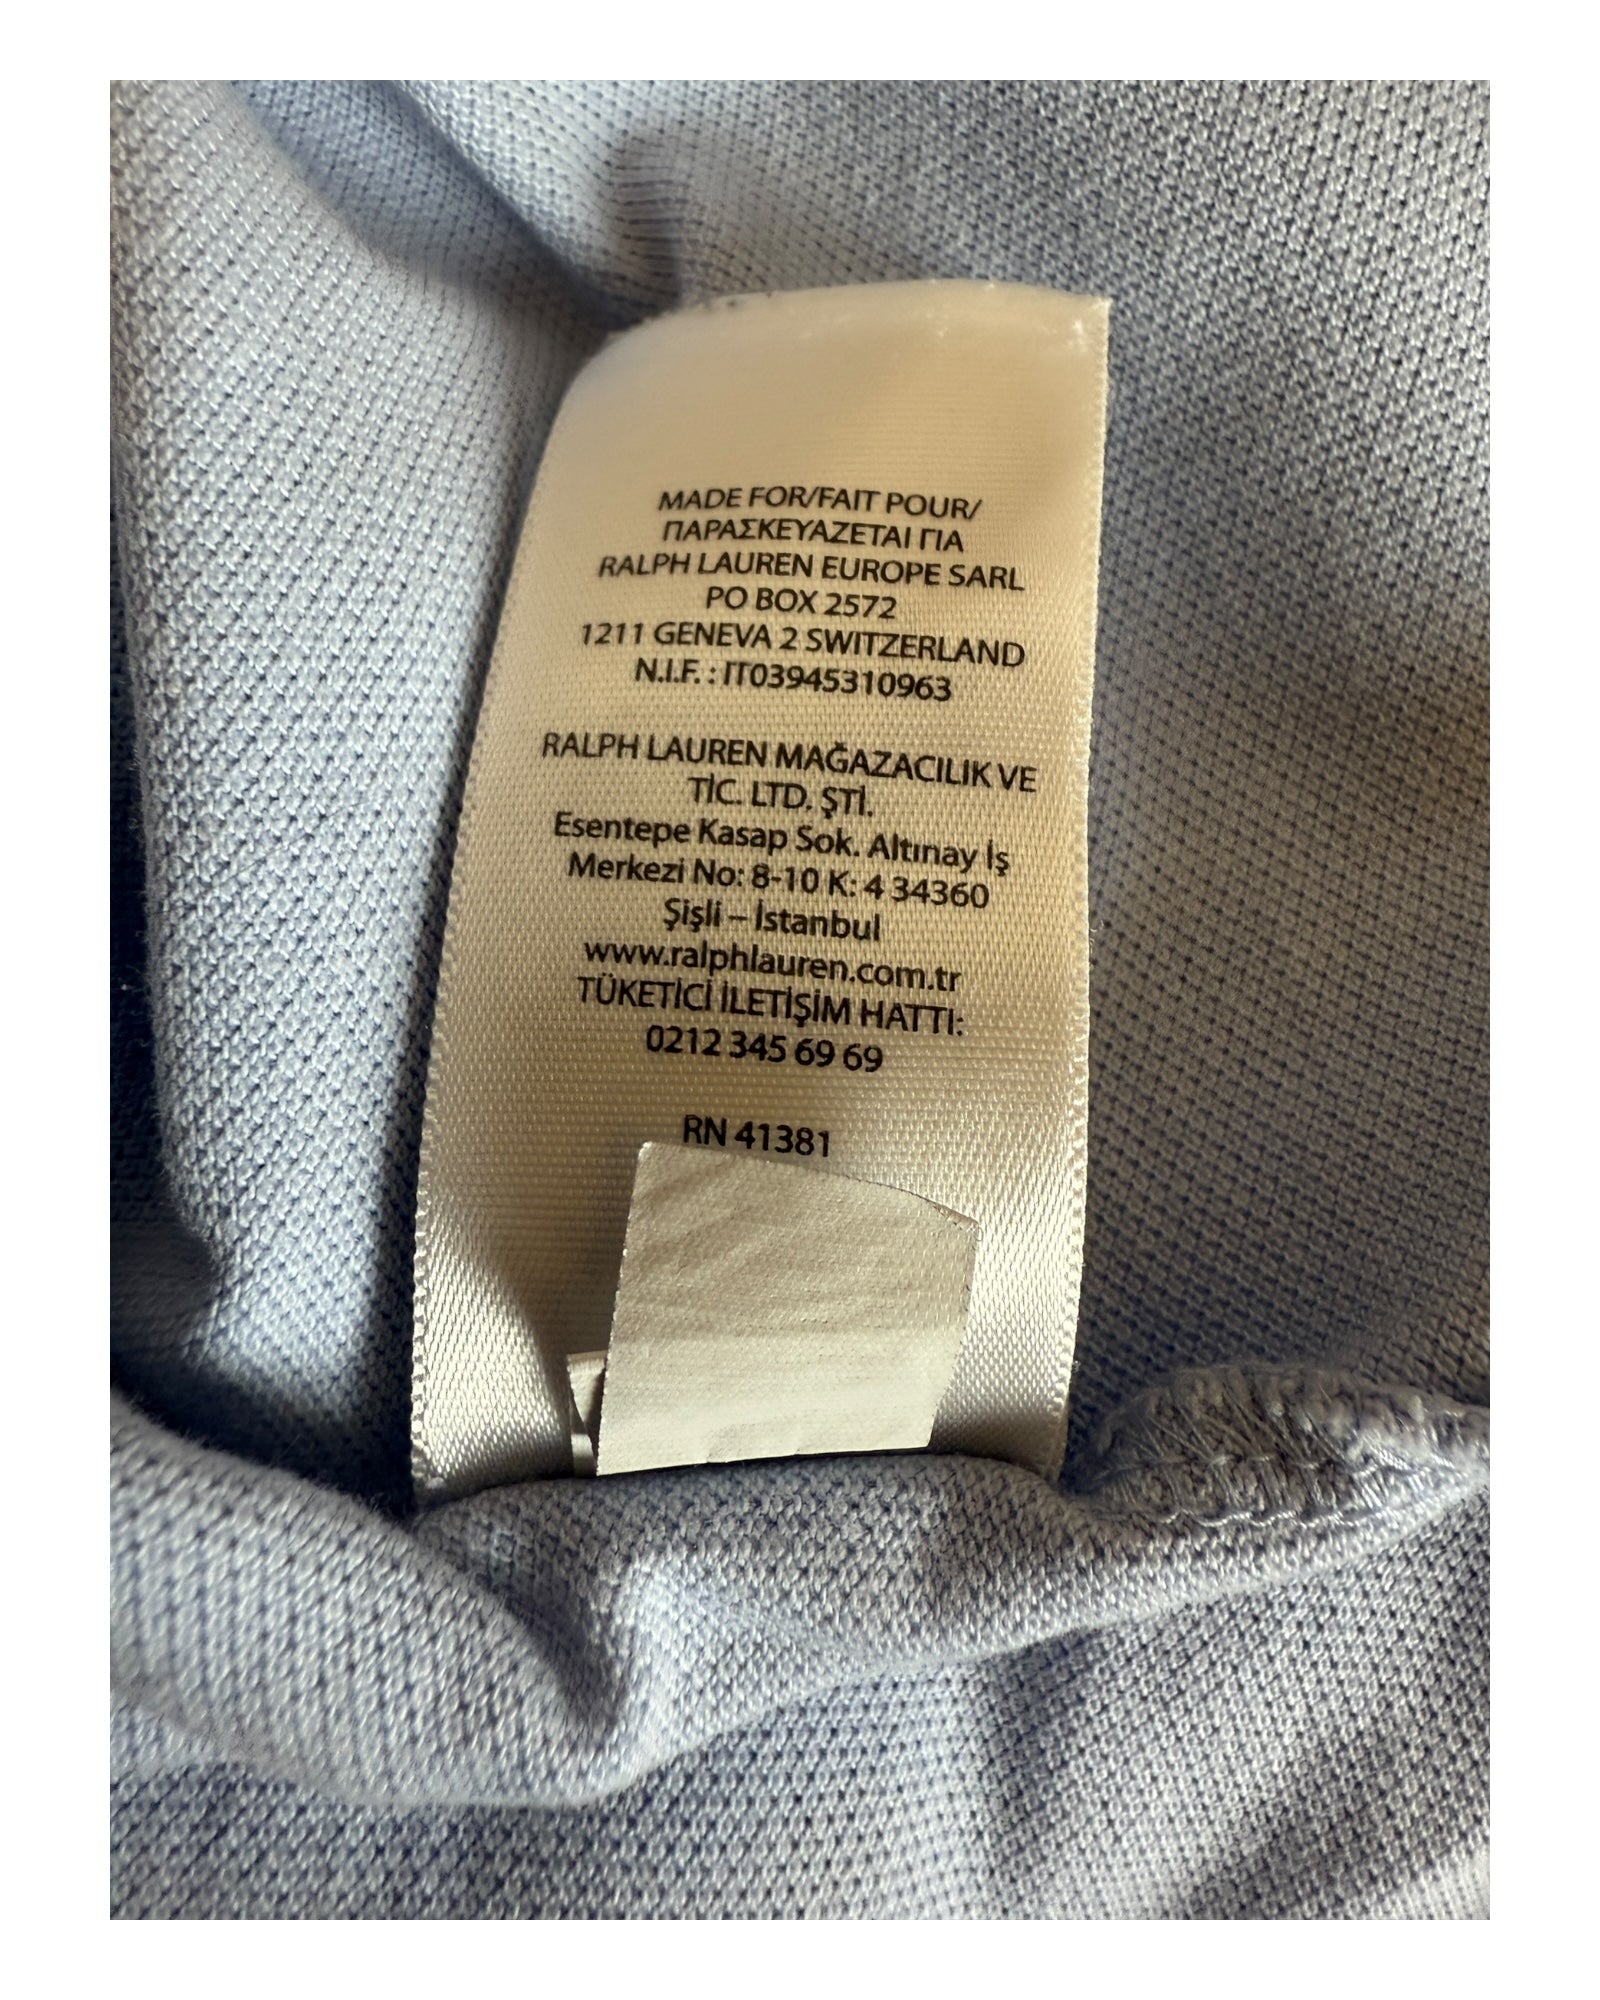 MADE FOR/FAIT POUR/
ΠΑΡΑΣΚΕΥΑΖΕΤΑΙ ΓΙΑ
RALPH LAUREN EUROPE SARL
PO BOX 2572
1211 GENEVA 2 SWITZERLAND
N.I.F. : IT03945310963
RALPH LAUREN MAĞAZACILIK VE
TİC. LTD. ŞTİ.
Esentepe Kasap Sok. Altınay İş
Merkezi No: 8-10 K: 4 34360
Şişli – İstanbul
www.ralphlauren.com.tr
TÜKETİCİ İLETİŞİM HATTI:
0212 345 69 69
RN 41381